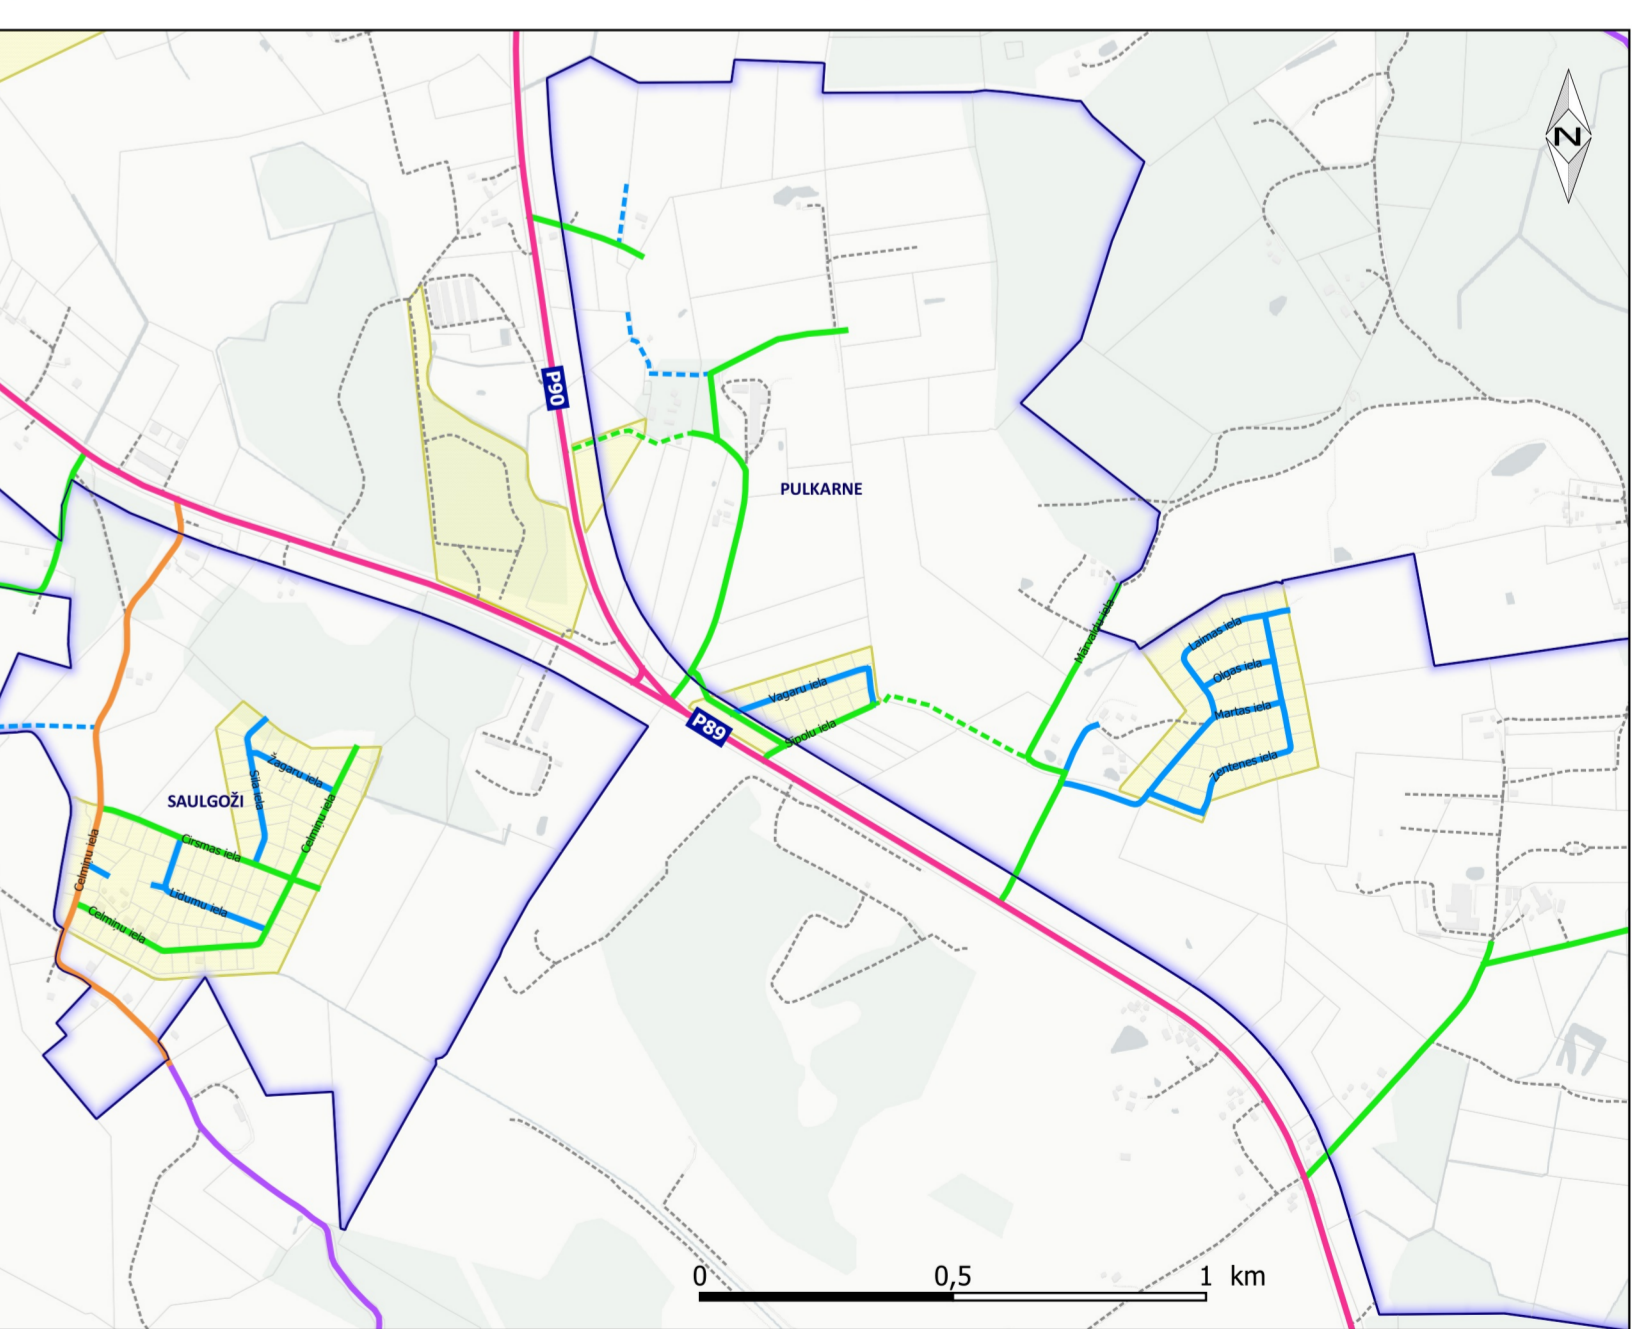 N
P90
PULKARNE
Mārvaldu iela
Laimas iela
Olgas iela
Vagaru iela
Martas iela
P89
Sīpolu iela
Zentenes iela
Žagaru iela
Sila iela
SAULGOŽI
Celmiņu iela
Cirsmas iela
Celmiņu iela
Līdumu iela
Celmiņu iela
0 0,5 1 km